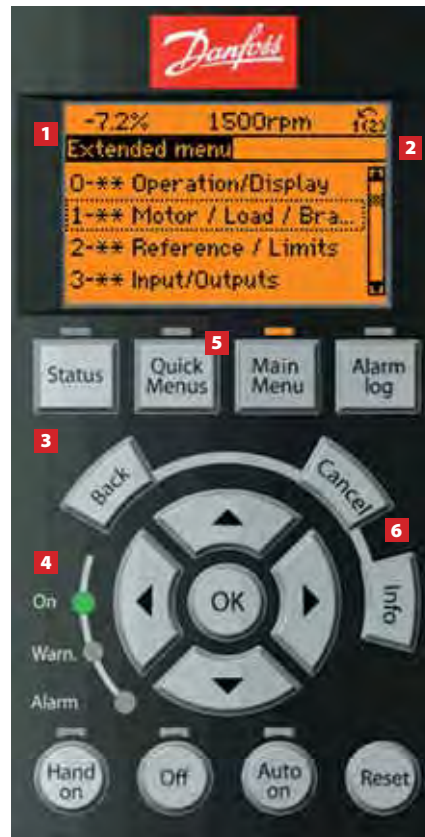 Danfoss
1
-7.2% 1500rpm 1(2)
Extended menu
2
0-** Operation/Display
1-** Motor / Load / Bra...
2-** Reference / Limits
3-** Input/Outputs
5
Status
Quick
Menus
Main
Menu
Alarm
log
3
Back
Cancel
6
4
On
OK
Info
Warn.
Alarm
Hand
on
Off
Auto
on
Reset